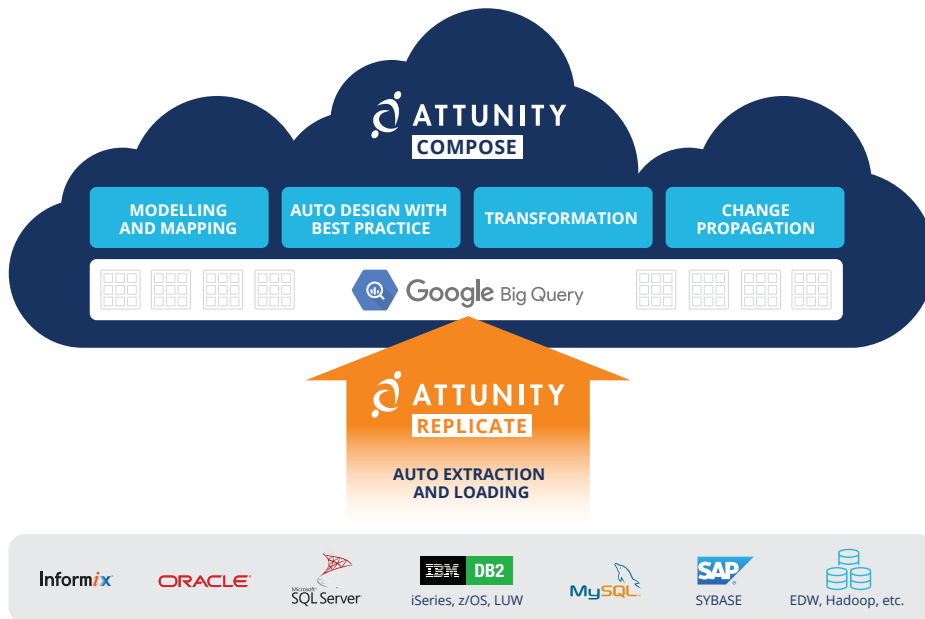 ATTUNITY
COMPOSE
MODELLING
AND MAPPING
AUTO DESIGN WITH
BEST PRACTICE
TRANSFORMATION
CHANGE
PROPAGATION
Google Big Query
ATTUNITY
REPLICATE
AUTO EXTRACTION
AND LOADING
Informix
ORACLE
Microsoft
SQL Server
IBM DB2
iSeries, z/OS, LUW
MySQL
SAP
SYBASE
EDW, Hadoop, etc.